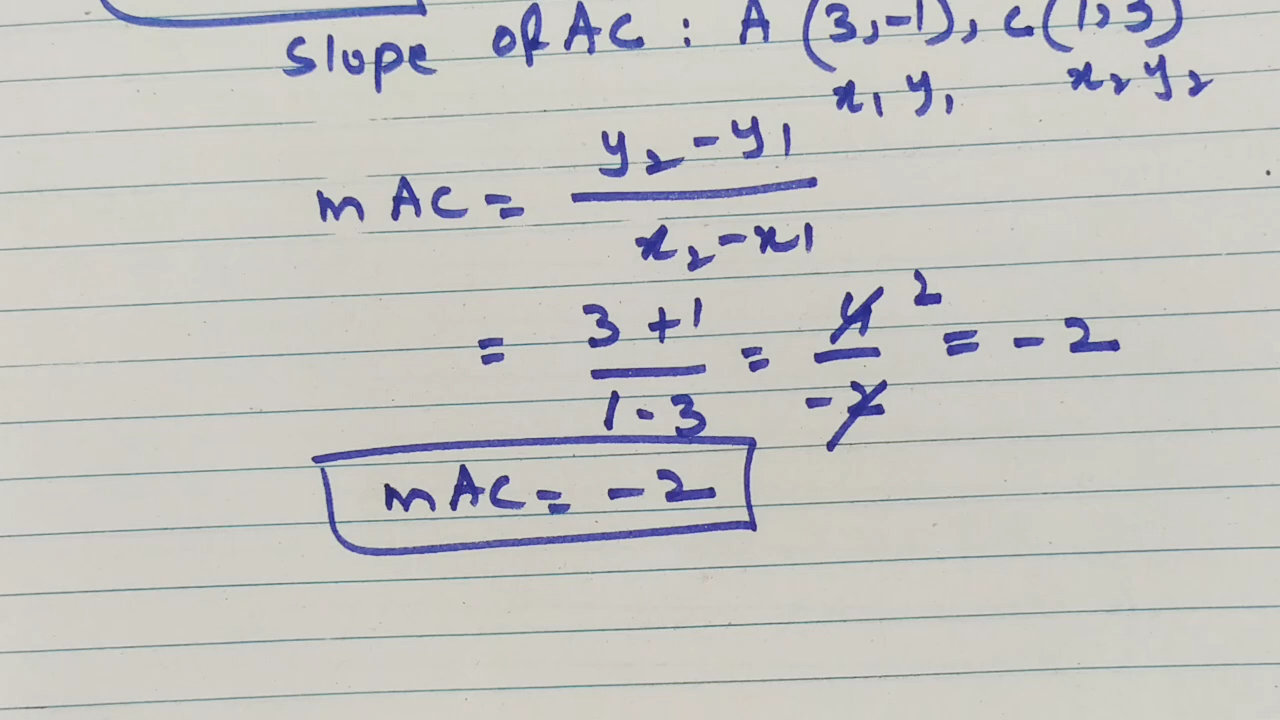 Slope of AC : A (3,-1), C(1,3)
x1 y1 x2 y2
mAC = y2-y1
x2-x1
= 3+1 = 4 2 = -2
1-3 -2
mAC = -2